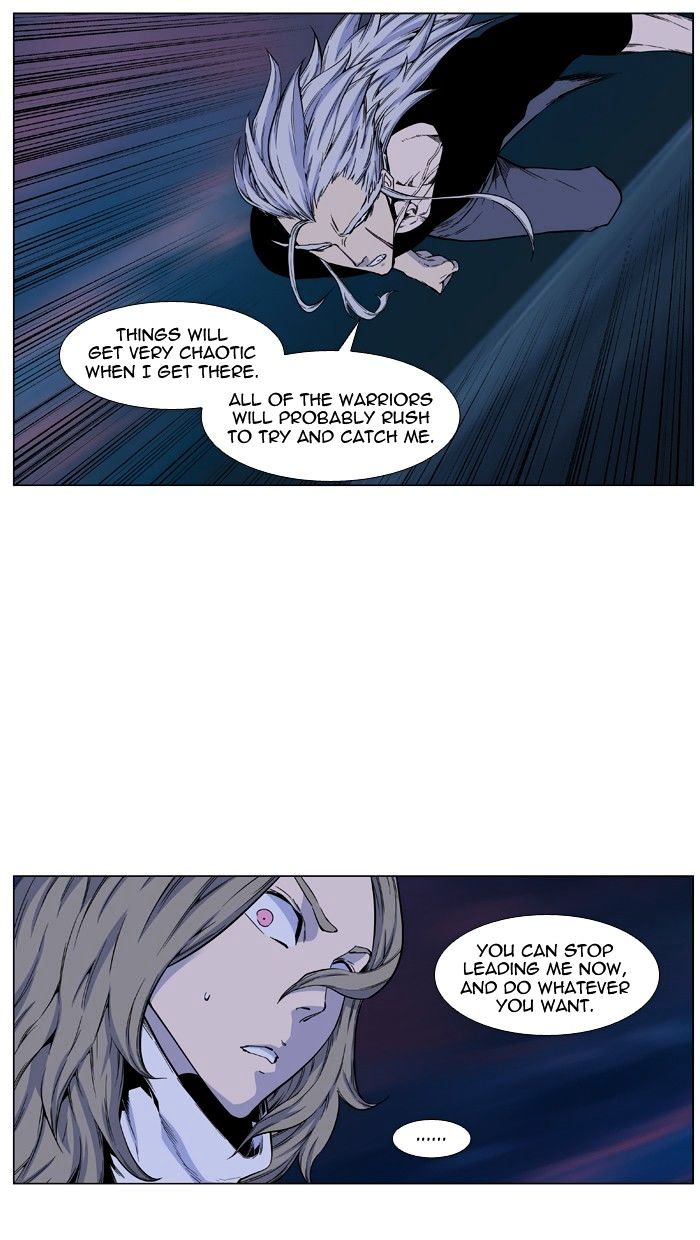 THINGS WILL
GET VERY CHAOTIC
WHEN I GET THERE.
ALL OF THE WARRIORS
WILL PROBABLY RUSH
TO TRY AND CATCH ME.
YOU CAN STOP
LEADING ME NOW,
AND DO WHATEVER
YOU WANT.
......